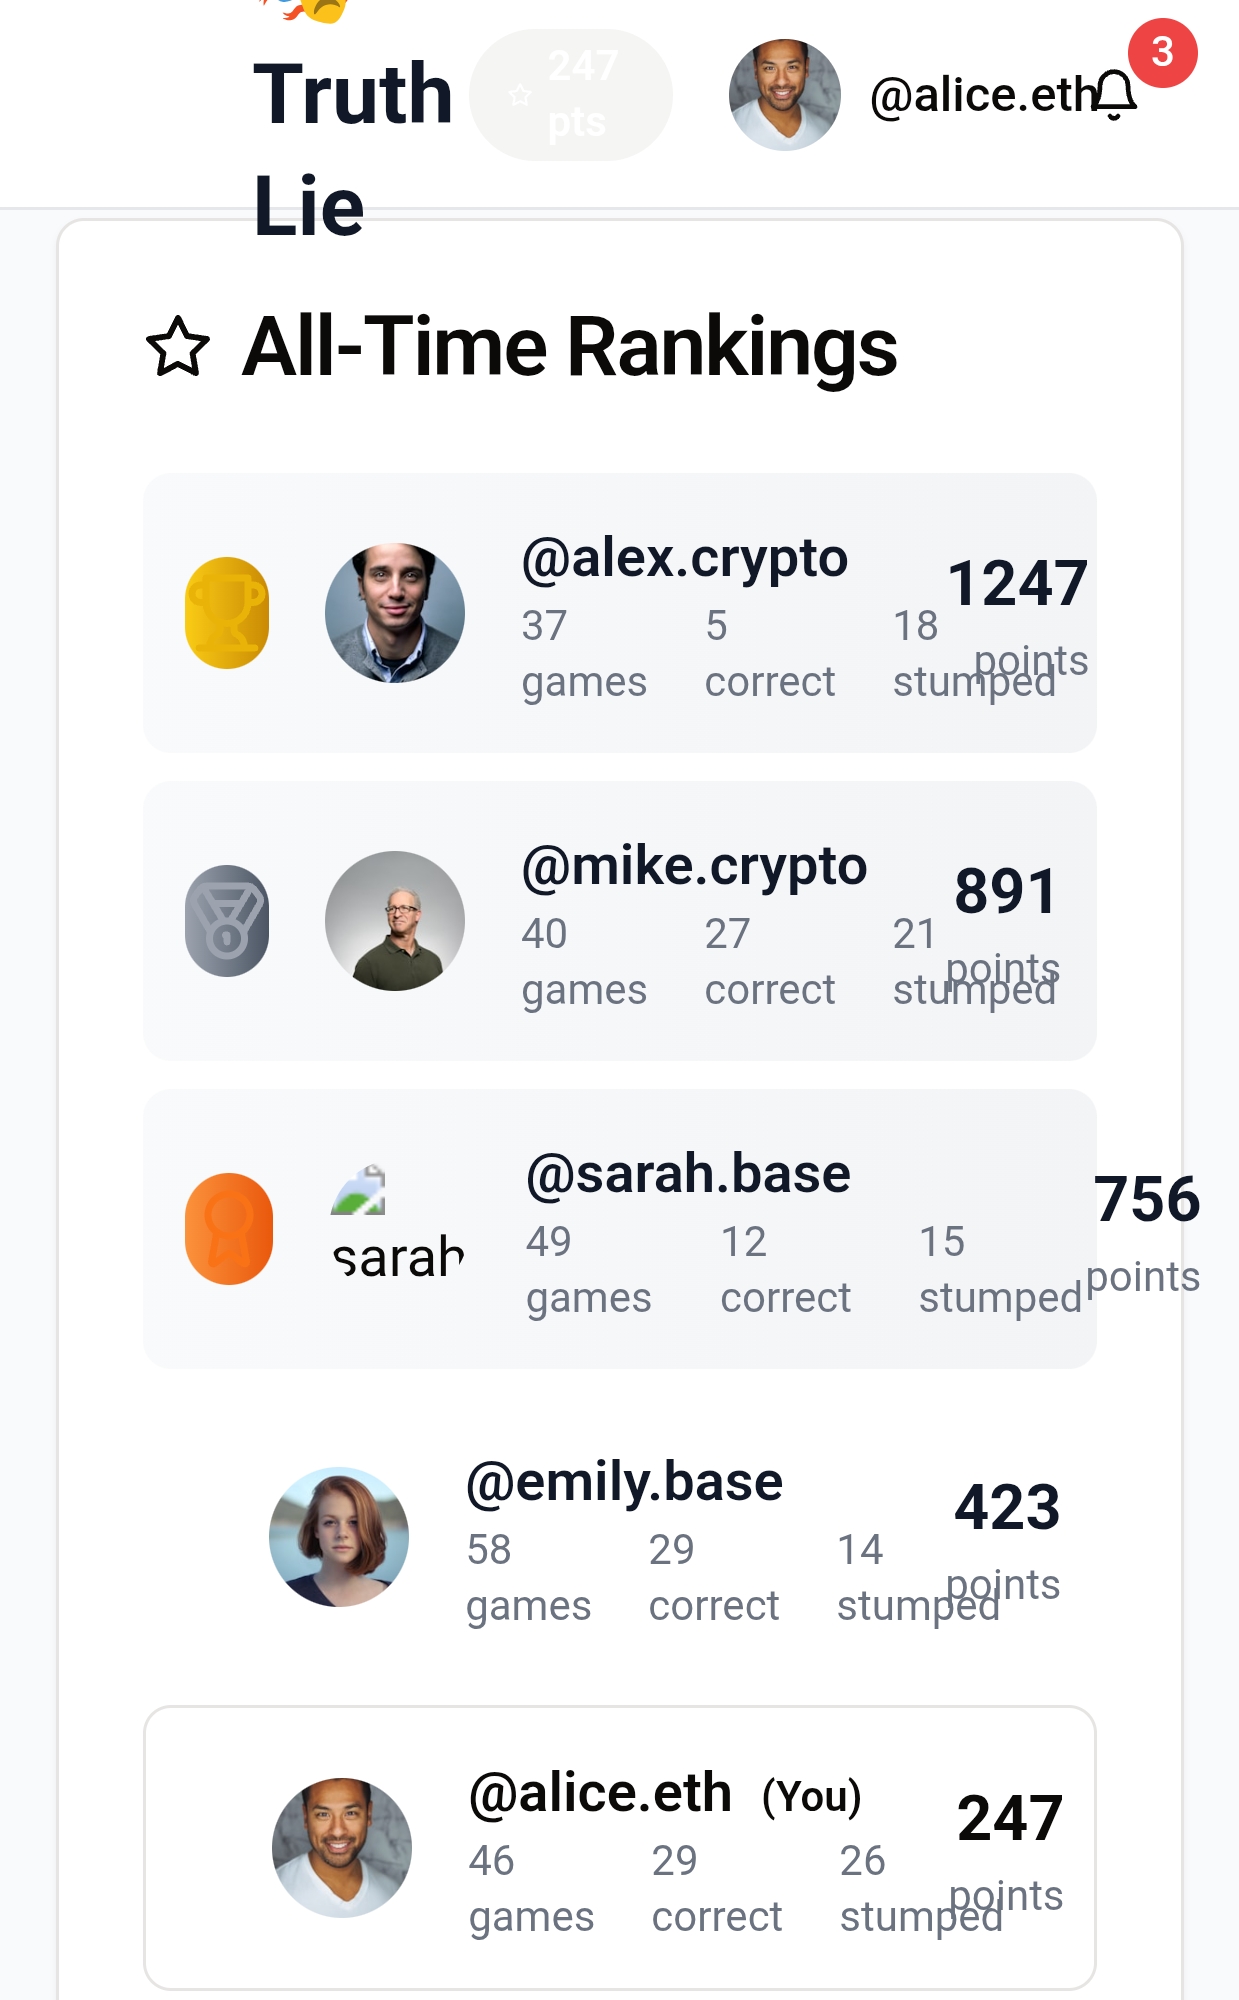 Truth
Lie
247
pts
@alice.eth
3
All-Time Rankings
@alex.crypto
37
games
5
correct
18
stumped
1247
points
@mike.crypto
40
games
27
correct
21
stumped
891
points
sarah
@sarah.base
49
games
12
correct
15
stumped
756
points
@emily.base
58
games
29
correct
14
stumped
423
points
@alice.eth (You)
46
games
29
correct
26
stumped
247
points